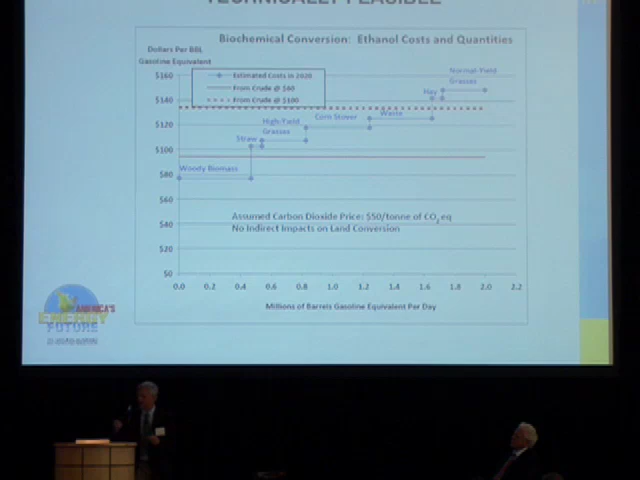 TECHNICALLY FEASIBLE
Biochemical Conversion: Ethanol Costs and Quantities
Dollars Per BBL
Gasoline Equivalent
Estimated Costs in 2020
From Crude @ $60
From Crude @ $100
Normal-Yield
Grasses
Hay
Waste
Corn Stover
High-Yield
Grasses
Straw
Woody Biomass
$160
$140
$120
$100
$80
$60
$40
$20
$0
Assumed Carbon Dioxide Price: $50/tonne of CO2 eq
No Indirect Impacts on Land Conversion
0.0 0.2 0.4 0.6 0.8 1.0 1.2 1.4 1.6 1.8 2.0 2.2
Millions of Barrels Gasoline Equivalent Per Day
AMERICA'S
ENERGY
FUTURE